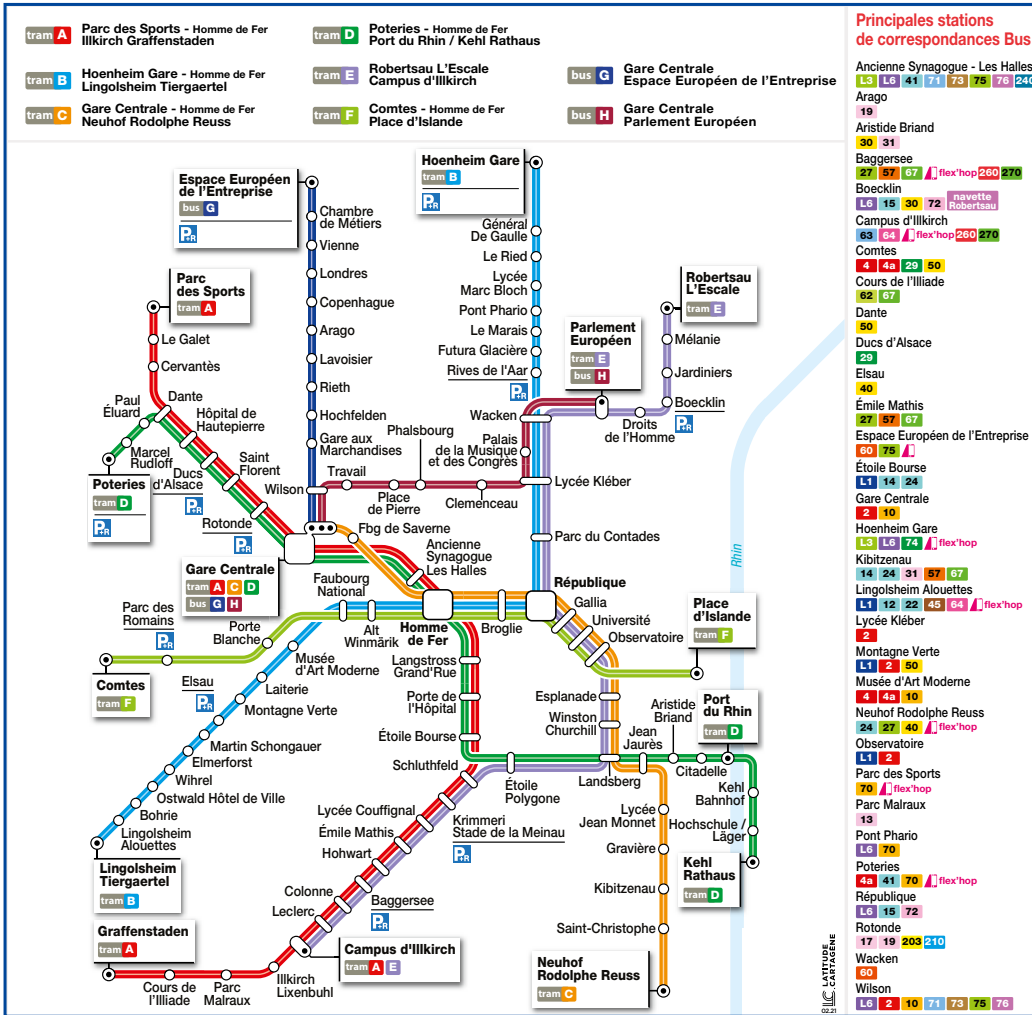 tram A Parc des Sports - Homme de Fer
Illkirch Graffenstaden
tram B Hoenheim Gare - Homme de Fer
Lingolsheim Tiergaertel
tram C Gare Centrale - Homme de Fer
Neuhof Rodolphe Reuss
tram D Poteries - Homme de Fer
Port du Rhin / Kehl Rathaus
tram E Robertsau L'Escale
Campus d'Illkirch
tram F Comtes - Homme de Fer
Place d'Islande
bus G Gare Centrale
Espace Européen de l'Entreprise
bus H Gare Centrale
Parlement Européen
Espace Européen
de l'Entreprise
bus G
P+R
Chambre
de Métiers
Vienne
Londres
Copenhague
Arago
Lavoisier
Rieth
Hochfelden
Gare aux
Marchandises
Wilson
Hoenheim Gare
tram B
P+R
Général
De Gaulle
Le Ried
Lycée
Marc Bloch
Pont Phario
Le Marais
Futura Glacière
Rives de l'Aar
P+R
Wacken
Lycée Kléber
Parc du Contades
Parlement
Européen
tram E
bus H
Robertsau
L'Escale
tram E
Mélanie
Jardiniers
Boecklin
P+R
Droits
de l'Homme
Palais
de la Musique
et des Congrès
Clemenceau
Phalsbourg
Place
de Pierre
Travail
Parc
des Sports
tram A
Le Galet
Cervantès
Dante
Paul
Éluard
Marcel
Rudloff
Poteries
tram D
P+R
Hôpital de
Hautepierre
Ducs
d'Alsace
P+R
Saint
Florent
Rotonde
P+R
Gare Centrale
tram A C D
bus G H
Fbg de Saverne
Ancienne
Synagogue
Les Halles
Faubourg
National
Alt
Winmärik
Homme
de Fer
Broglie
République
Gallia
Université
Observatoire
Place
d'Islande
tram F
Parc des
Romains
P+R
Porte
Blanche
Comtes
tram F
Musée
d'Art Moderne
Laiterie
Montagne Verte
Elsau
P+R
Martin Schongauer
Elmerforst
Wihrel
Ostwald Hôtel de Ville
Bohrie
Lingolsheim
Alouettes
Lingolsheim
Tiergaertel
tram B
Langstross
Grand'Rue
Porte de
l'Hôpital
Étoile Bourse
Schluthfeld
Lycée Couffignal
Krimmeri
Stade de la Meinau
P+R
Émile Mathis
Hohwart
Baggersee
P+R
Colonne
Leclerc
Campus d'Illkirch
tram A E
Illkirch
Lixenbuhl
Parc
Malraux
Cours de
l'Illiade
Graffenstaden
tram A
Étoile
Polygone
Esplanade
Winston
Churchill
Landsberg
Jean
Jaurès
Aristide
Briand
Citadelle
Port
du Rhin
tram D
Kehl
Bahnhof
Hochschule /
Läger
Kehl
Rathaus
tram D
Lycée
Jean Monnet
Gravière
Kibitzenau
Saint-Christophe
Neuhof
Rodolphe Reuss
tram C
Rhin
LATITUDE
CARTAGÈNE
02.21
Principales stations
de correspondances Bus
Ancienne Synagogue - Les Halles
L3 L6 41 71 73 75 76 240
Arago
19
Aristide Briand
30 31
Baggersee
27 57 67 flex'hop 260 270
Boecklin
L6 15 30 72 navette Robertsau
Campus d'Illkirch
63 64 flex'hop 260 270
Comtes
4 4a 29 50
Cours de l'Illiade
62 67
Dante
50
Ducs d'Alsace
29
Elsau
40
Émile Mathis
27 57 67
Espace Européen de l'Entreprise
60 75
Étoile Bourse
L1 14 24
Gare Centrale
2 10
Hoenheim Gare
L3 L6 74 flex'hop
Kibitzenau
14 24 31 57 67
Lingolsheim Alouettes
L1 12 22 45 64 flex'hop
Lycée Kléber
2
Montagne Verte
L1 2 50
Musée d'Art Moderne
4 4a 10
Neuhof Rodolphe Reuss
24 27 40 flex'hop
Observatoire
L1 2
Parc des Sports
70 flex'hop
Parc Malraux
13
Pont Phario
L6 70
Poteries
4a 41 70 flex'hop
République
L6 15 72
Rotonde
17 19 203 210
Wacken
60
Wilson
L6 2 10 71 73 75 76